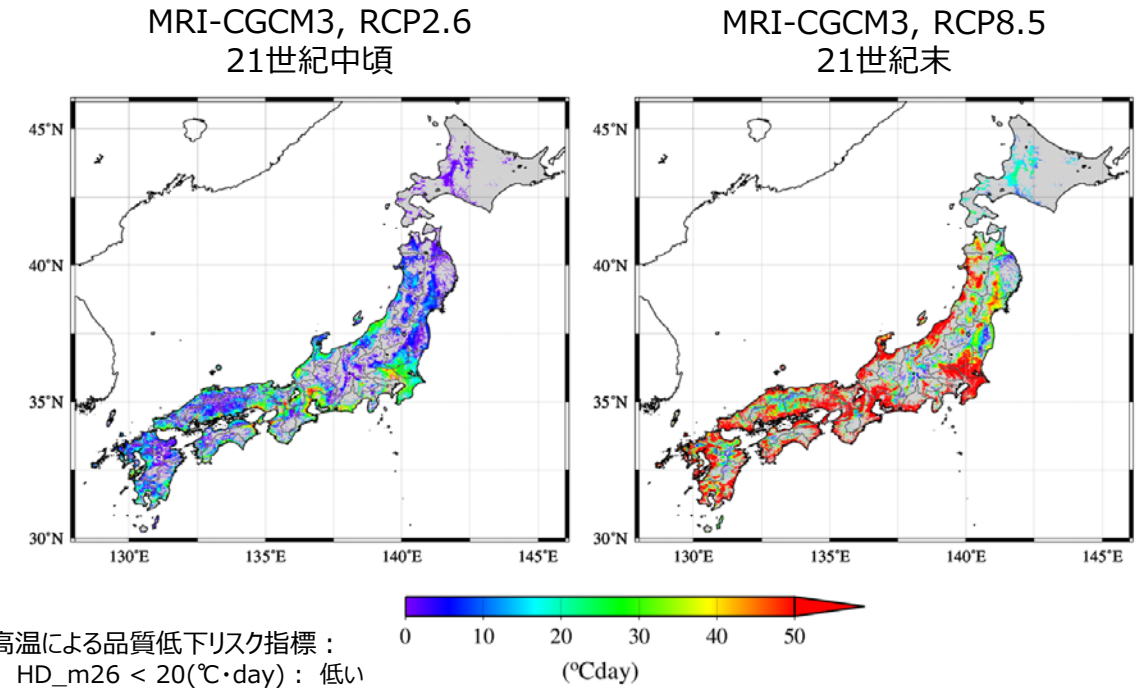 MRI-CGCM3, RCP2.6
21世紀中頃
MRI-CGCM3, RCP8.5
21世紀末
45°N
40°N
35°N
30°N
130°E
135°E
140°E
145°E
45°N
40°N
35°N
30°N
130°E
135°E
140°E
145°E
0
10
20
30
40
50
(ºCday)
高温による品質低下リスク指標：
HD_m26 < 20(℃・day)： 低い